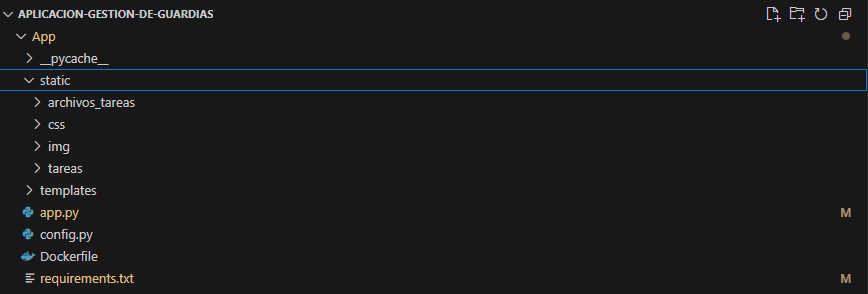 APLICACION-GESTION-DE-GUARDIAS
App
__pycache__
static
archivos_tareas
css
img
tareas
templates
app.py M
config.py
Dockerfile
requirements.txt M